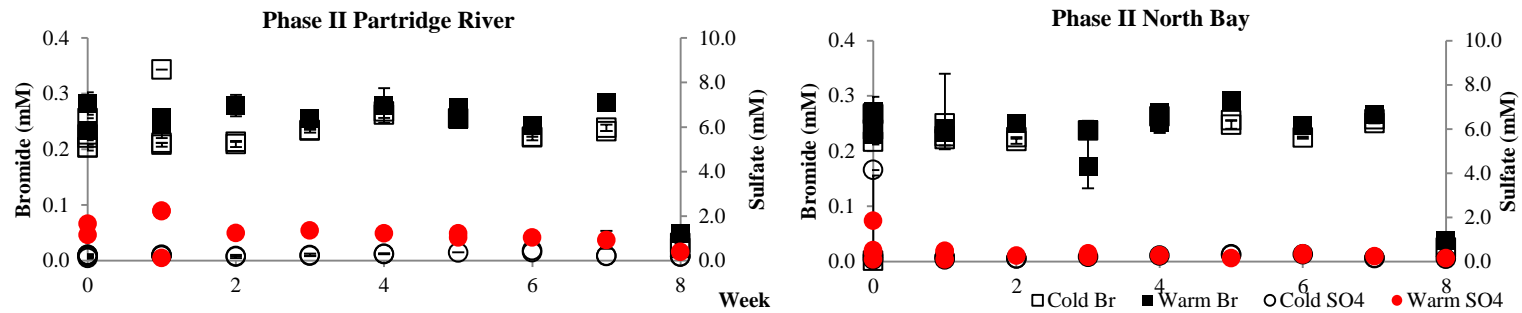 Phase II Partridge River
Phase II North Bay
0.4
0.3
0.2
0.1
0.0
Bromide (mM)
10.0
8.0
6.0
4.0
2.0
0.0
Sulfate (mM)
0 2 4 6 8
Week
0.4
0.3
0.2
0.1
0.0
Bromide (mM)
10.0
8.0
6.0
4.0
2.0
0.0
Sulfate (mM)
0 2 4 6 8
Cold Br Warm Br Cold SO4 Warm SO4